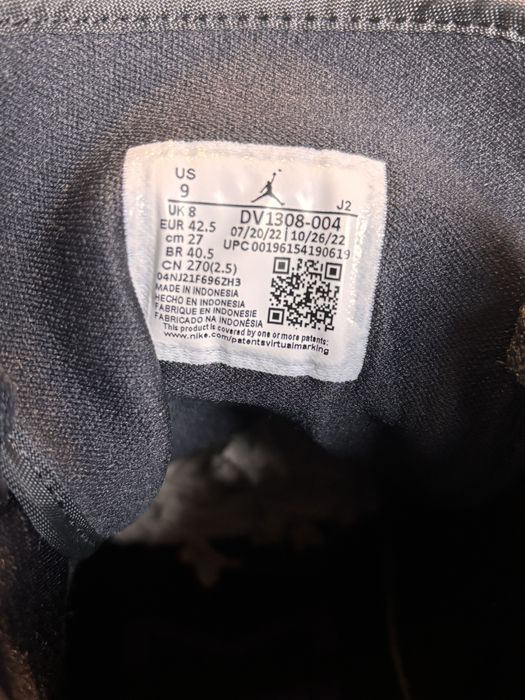 US
9
J2
UK 8 DV1308-004
EUR 42.5 07/20/22 | 10/26/22
cm 27 UPC 00196154190619
BR 40.5
CN 270(2.5)
04NJ21F696ZH3
MADE IN INDONESIA
HECHO EN INDONESIA
FABRIQUE EN INDONESIE
FABRICADO NA INDONÉSIA
This product is covered by one or more patents:
www.nike.com/patentsvirtualmarking